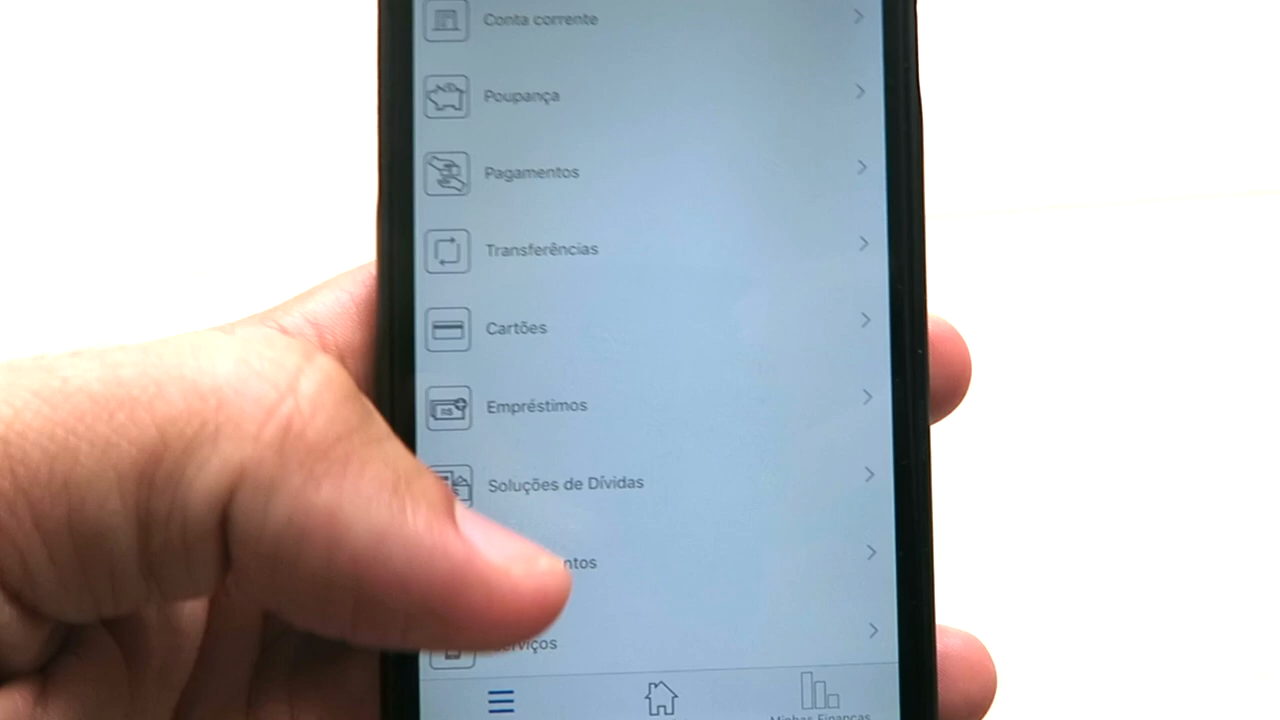 Conta corrente
Poupança
Pagamentos
Transferências
Cartões
Empréstimos
R$
Soluções de Dívidas
ntos
Serviços
Minhas Finanças